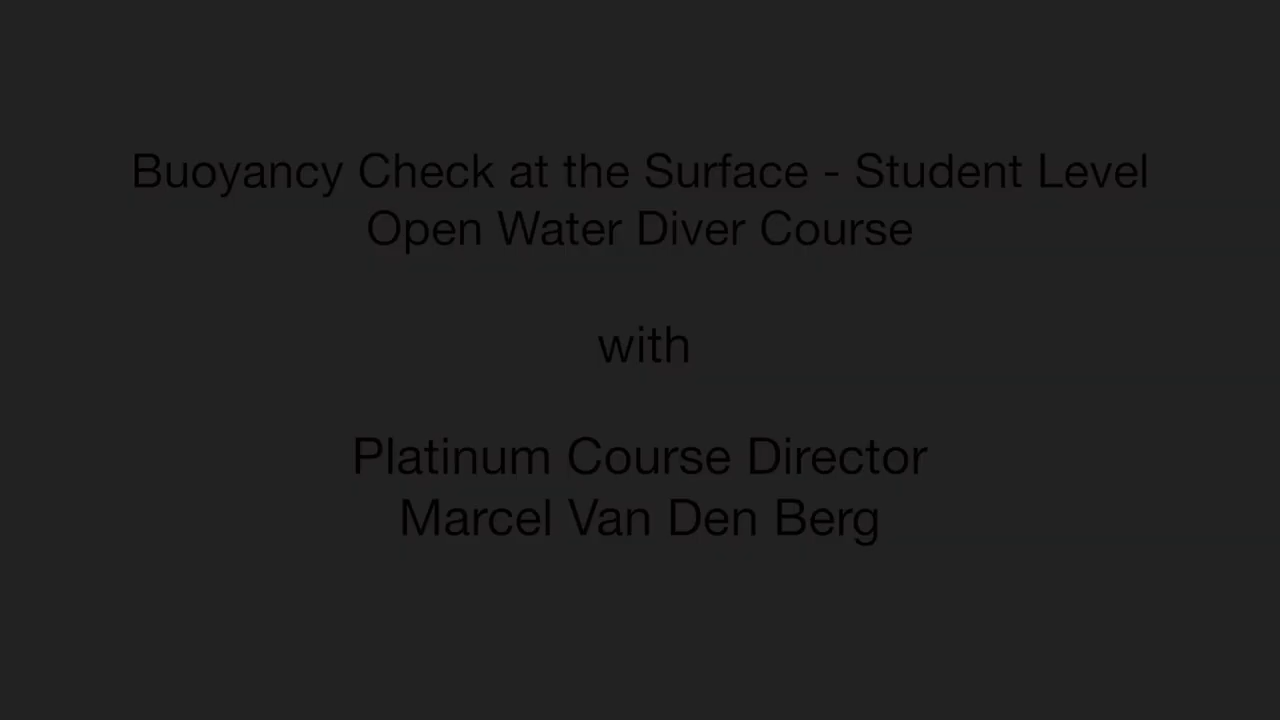 Buoyancy Check at the Surface - Student Level
Open Water Diver Course
with
Platinum Course Director
Marcel Van Den Berg